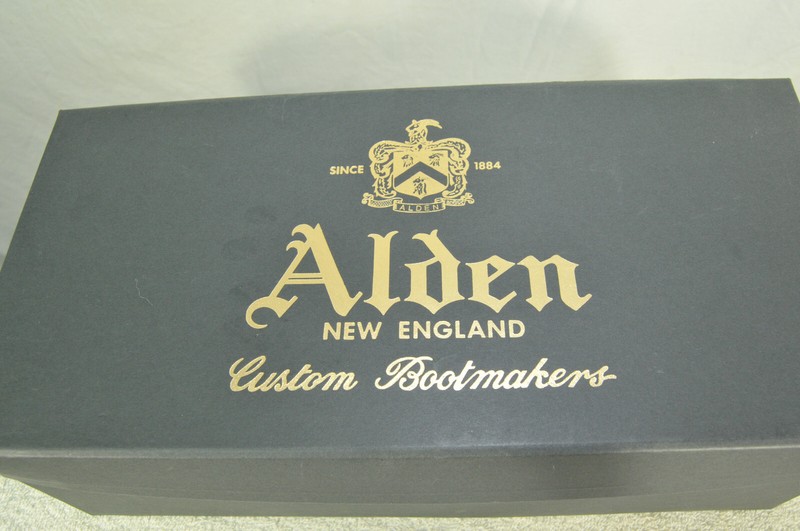 SINCE 1884
ALDEN
Alden
NEW ENGLAND
Custom Bootmakers